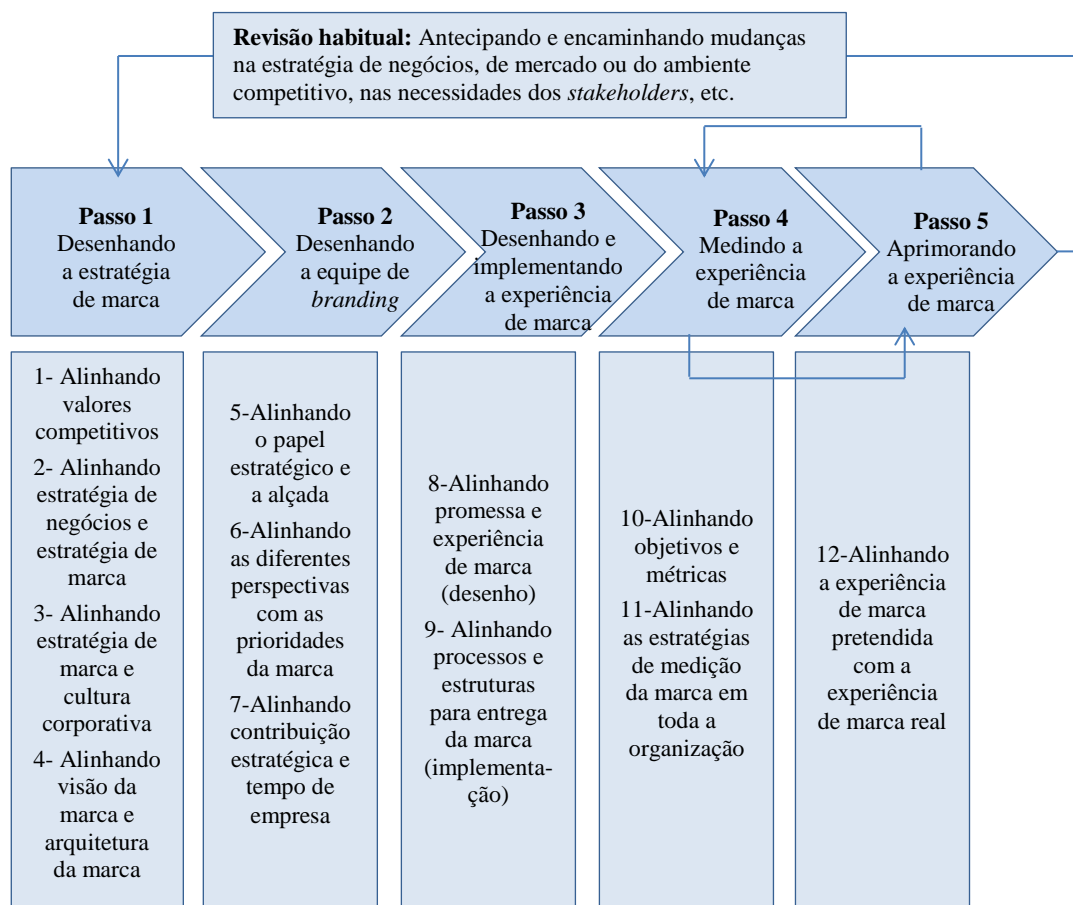 Revisão habitual: Antecipando e encaminhando mudanças
na estratégia de negócios, de mercado ou do ambiente
competitivo, nas necessidades dos stakeholders, etc.
Passo 1
Desenhando
a estratégia
de marca
Passo 2
Desenhando
a equipe de
branding
Passo 3
Desenhando e
implementando
a experiência
de marca
Passo 4
Medindo a
experiência
de marca
Passo 5
Aprimorando
a experiência
de marca
1- Alinhando
valores
competitivos
2- Alinhando
estratégia de
negócios e
estratégia de
marca
3- Alinhando
estratégia de
marca e
cultura
corporativa
4- Alinhando
visão da
marca e
arquitetura
da marca
5-Alinhando
o papel
estratégico e
a alçada
6-Alinhando
as diferentes
perspectivas
com as
prioridades
da marca
7-Alinhando
contribuição
estratégica e
tempo de
empresa
8-Alinhando
promessa e
experiência
de marca
(desenho)
9- Alinhando
processos e
estruturas
para entrega
da marca
(implementa-
ção)
10-Alinhando
objetivos e
métricas
11-Alinhando
as estratégias
de medição
da marca em
toda a
organização
12-Alinhando
a experiência
de marca
pretendida
com a
experiência
de marca real